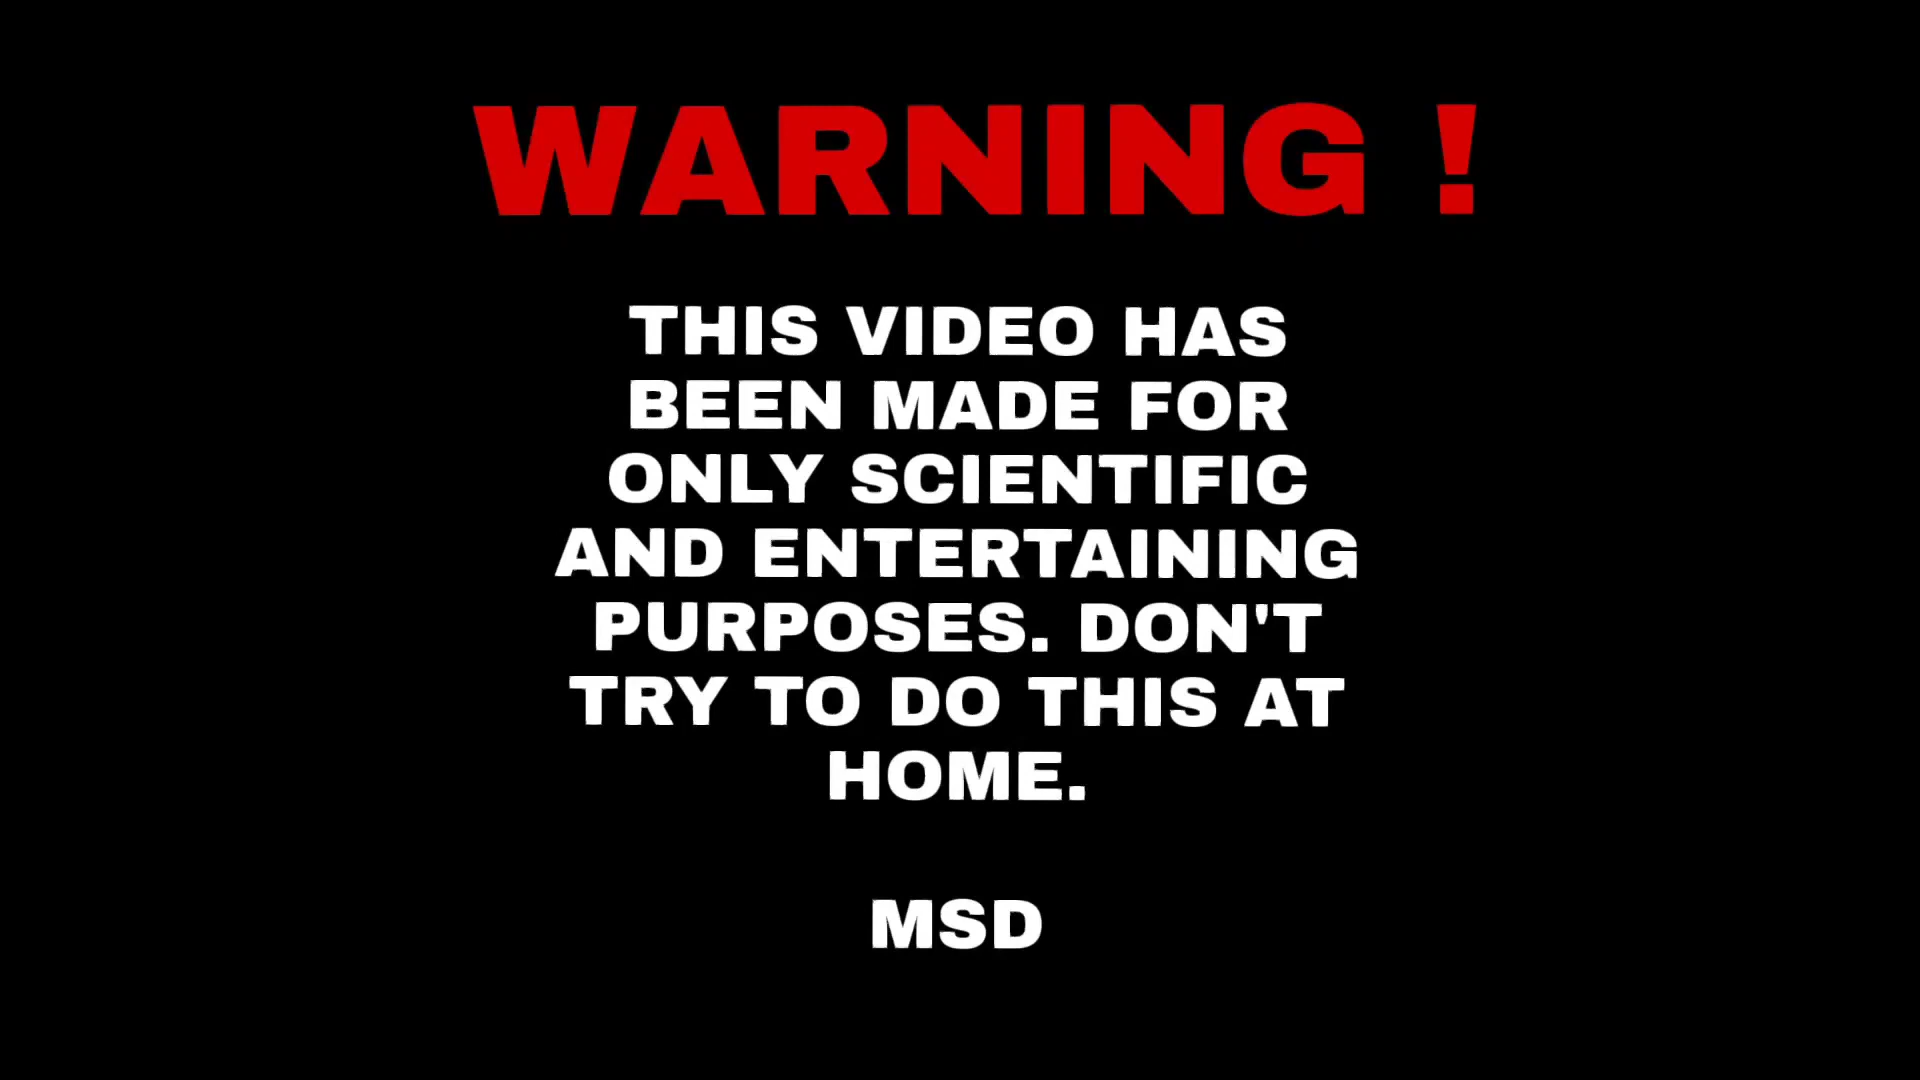 WARNING !
THIS VIDEO HAS
BEEN MADE FOR
ONLY SCIENTIFIC
AND ENTERTAINING
PURPOSES. DON'T
TRY TO DO THIS AT
HOME.
MSD